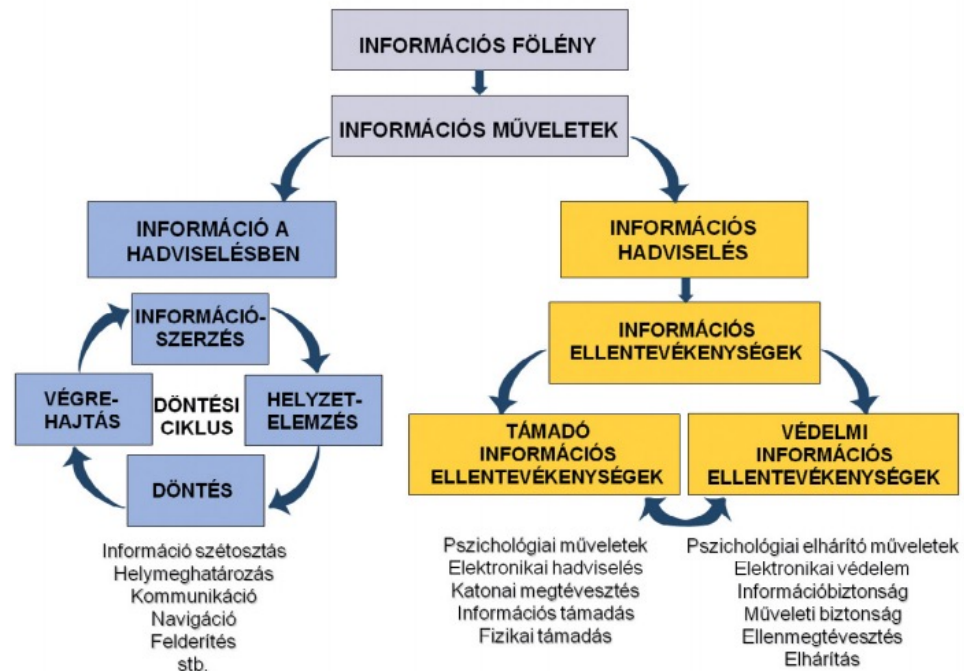 INFORMÁCIÓS FÖLÉNY
INFORMÁCIÓS MŰVELETEK
INFORMÁCIÓ A
HADVISELÉSBEN
INFORMÁCIÓ-
SZERZÉS
VÉGRE-
HAJTÁS
DÖNTÉSI
CIKLUS
HELYZET-
ELEMZÉS
DÖNTÉS
Információ szétosztás
Helymeghatározás
Kommunikáció
Navigáció
Felderítés
stb.
INFORMÁCIÓS
HADVISELÉS
INFORMÁCIÓS
ELLENTEVÉKENYSÉGEK
TÁMADÓ
INFORMÁCIÓS
ELLENTEVÉKENYSÉGEK
Pszichológiai műveletek
Elektronikai hadviselés
Katonai megtévesztés
Információs támadás
Fizikai támadás
VÉDELMI
INFORMÁCIÓS
ELLENTEVÉKENYSÉGEK
Pszichológiai elhárító műveletek
Elektronikai védelem
Információbiztonság
Műveleti biztonság
Ellenmegtévesztés
Elhárítás